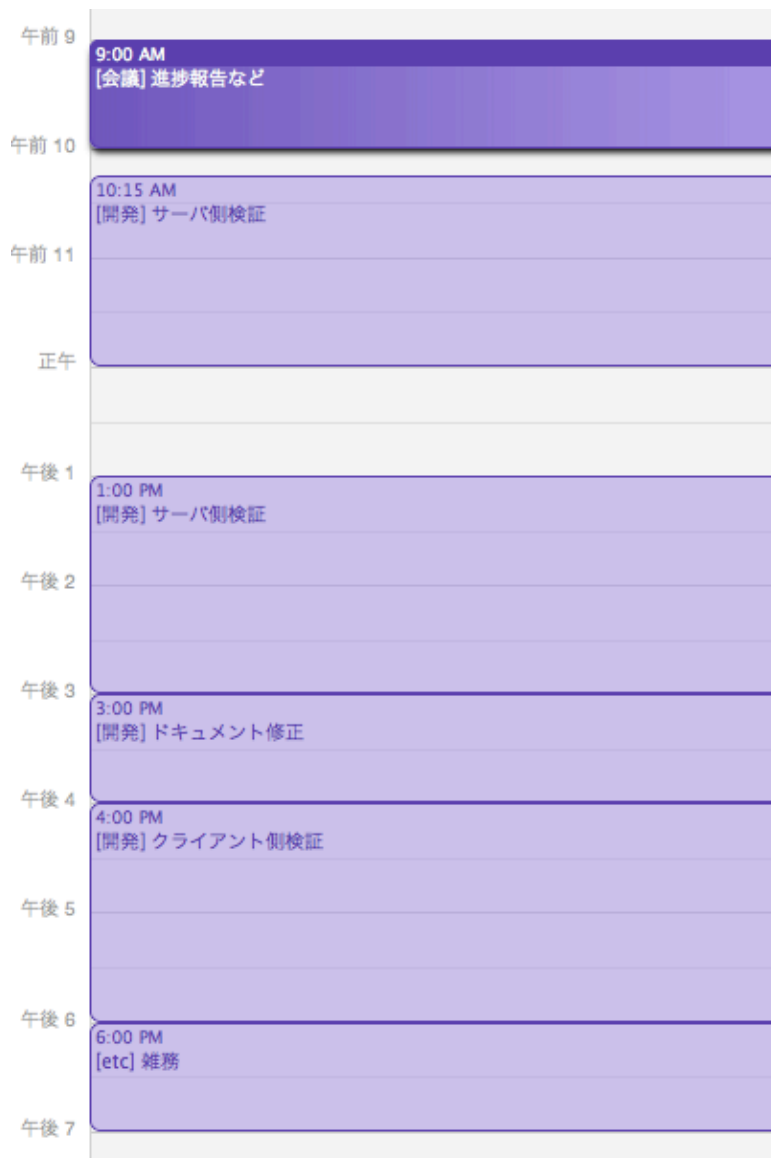 午前 9
9:00 AM
[会議] 進捗報告など
午前 10
10:15 AM
[開発] サーバ側検証
午前 11
正午
午後 1
1:00 PM
[開発] サーバ側検証
午後 2
午後 3
3:00 PM
[開発] ドキュメント修正
午後 4
4:00 PM
[開発] クライアント側検証
午後 5
午後 6
6:00 PM
[etc] 雑務
午後 7